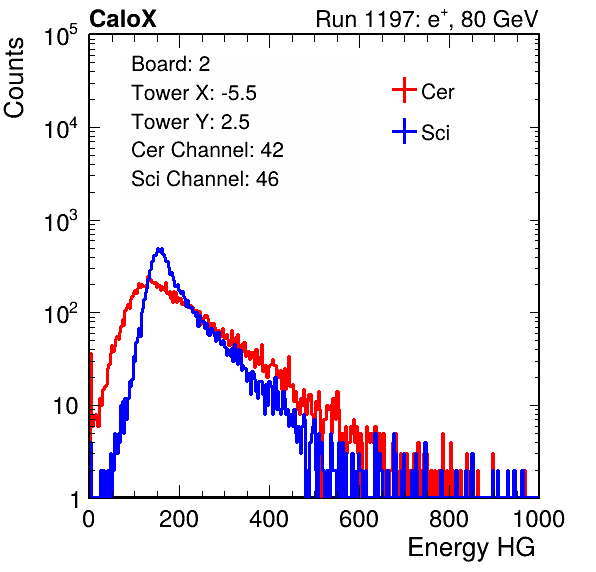 CaloX Run 1197: e⁺, 80 GeV
Counts
Board: 2
Tower X: -5.5
Tower Y: 2.5
Cer Channel: 42
Sci Channel: 46
Cer
Sci
10⁵
10⁴
10³
10²
10
1
0 200 400 600 800 1000
Energy HG